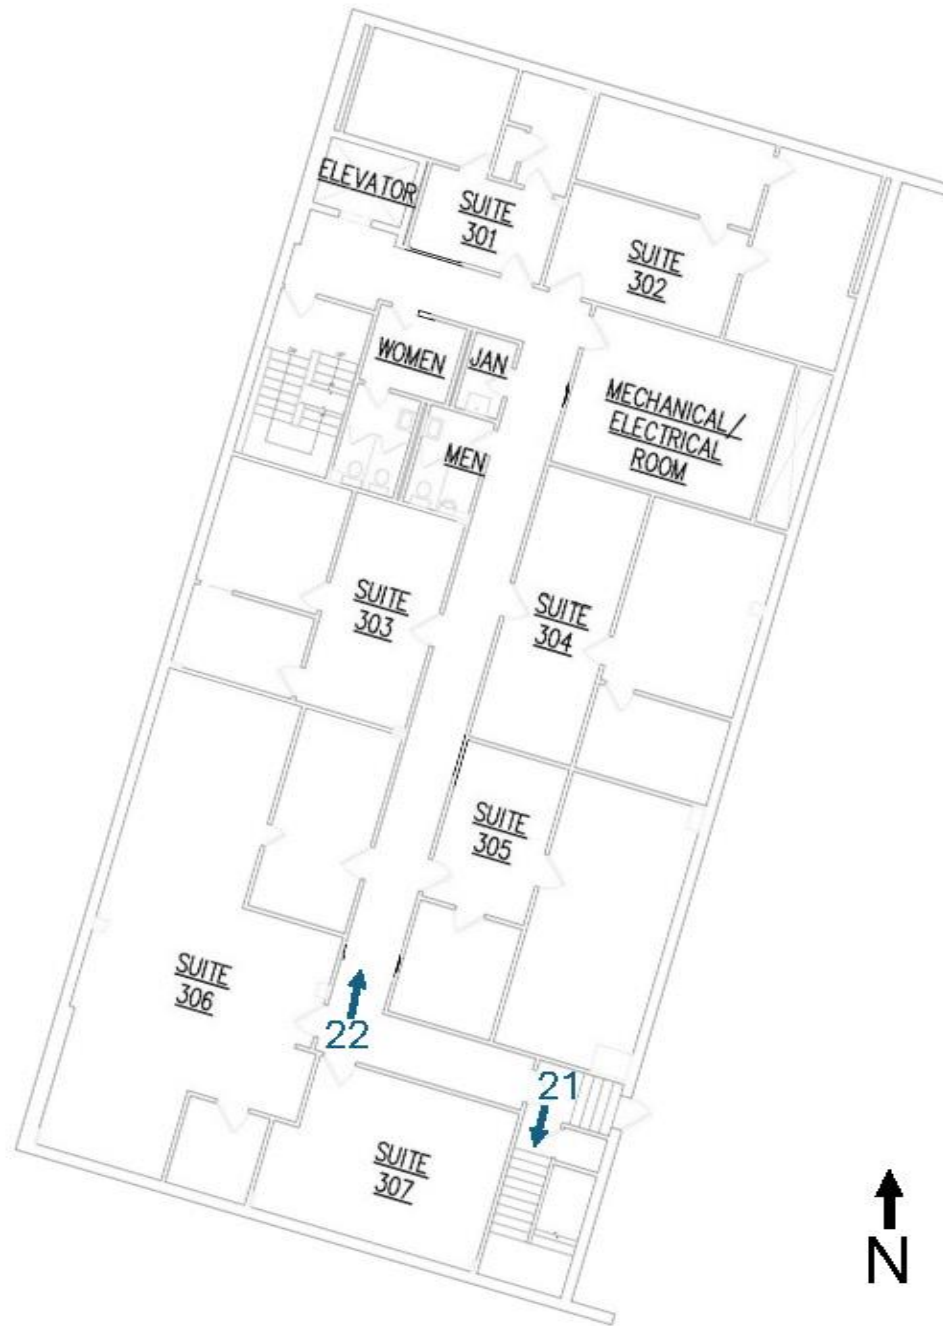 ELEVATOR
SUITE
301
SUITE
302
WOMEN
JAN
MEN
MECHANICAL/
ELECTRICAL
ROOM
SUITE
303
SUITE
304
SUITE
305
SUITE
306
22
21
SUITE
307
N